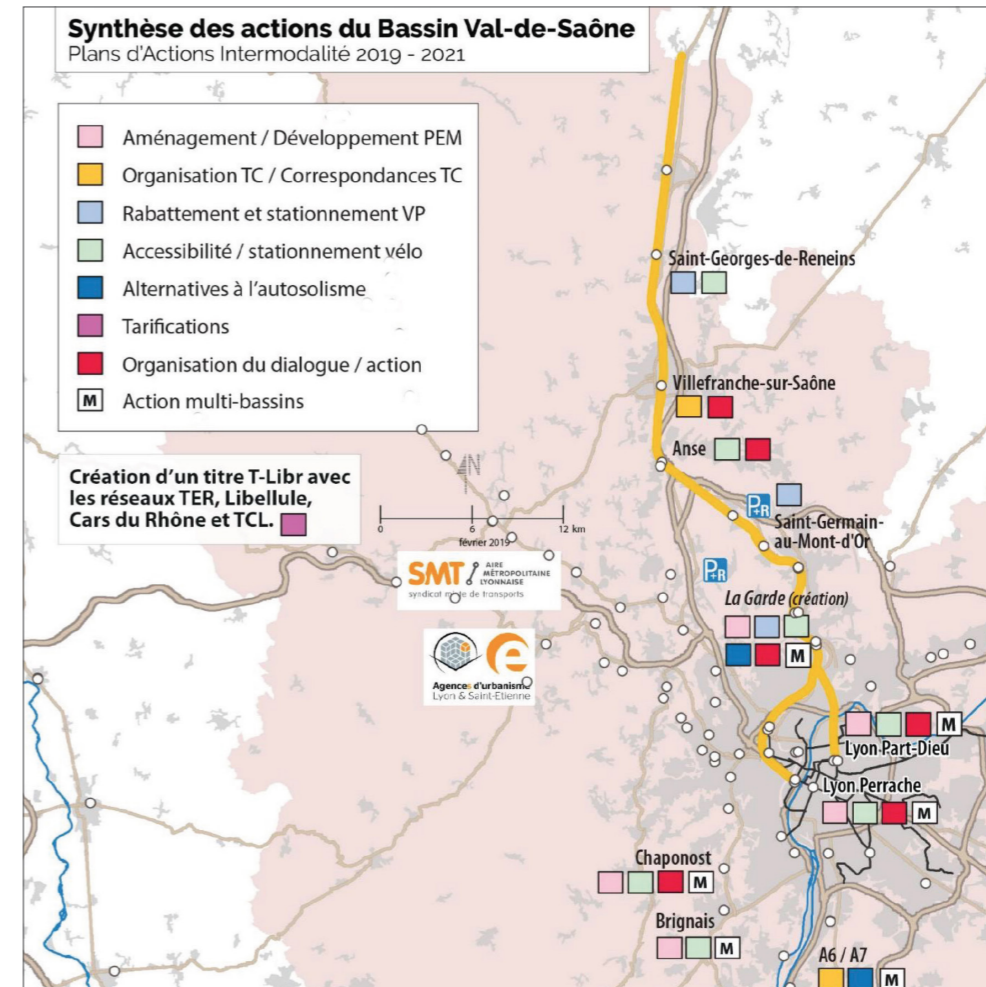 Synthèse des actions du Bassin Val-de-Saône
Plans d'Actions Intermodalité 2019 - 2021
Aménagement / Développement PEM
Organisation TC / Correspondances TC
Rabattement et stationnement VP
Accessibilité / stationnement vélo
Alternatives à l'autosolisme
Tarifications
Organisation du dialogue / action
M Action multi-bassins
Création d'un titre T-Libr avec
les réseaux TER, Libellule,
Cars du Rhône et TCL.
N
0 6 12 km
février 2019
SMT
AIRE
MÉTROPOLITAINE
LYONNAISE
syndicat mixte de transports
Agences d'urbanisme
Lyon & Saint-Etienne
Saint-Georges-de-Reneins
Villefranche-sur-Saône
Anse
P+R
Saint-Germain-
au-Mont-d'Or
P+R
La Garde (création)
M
M
Lyon Part-Dieu
Lyon Perrache
M
Chaponost
M
Brignais
M
A6 / A7
M